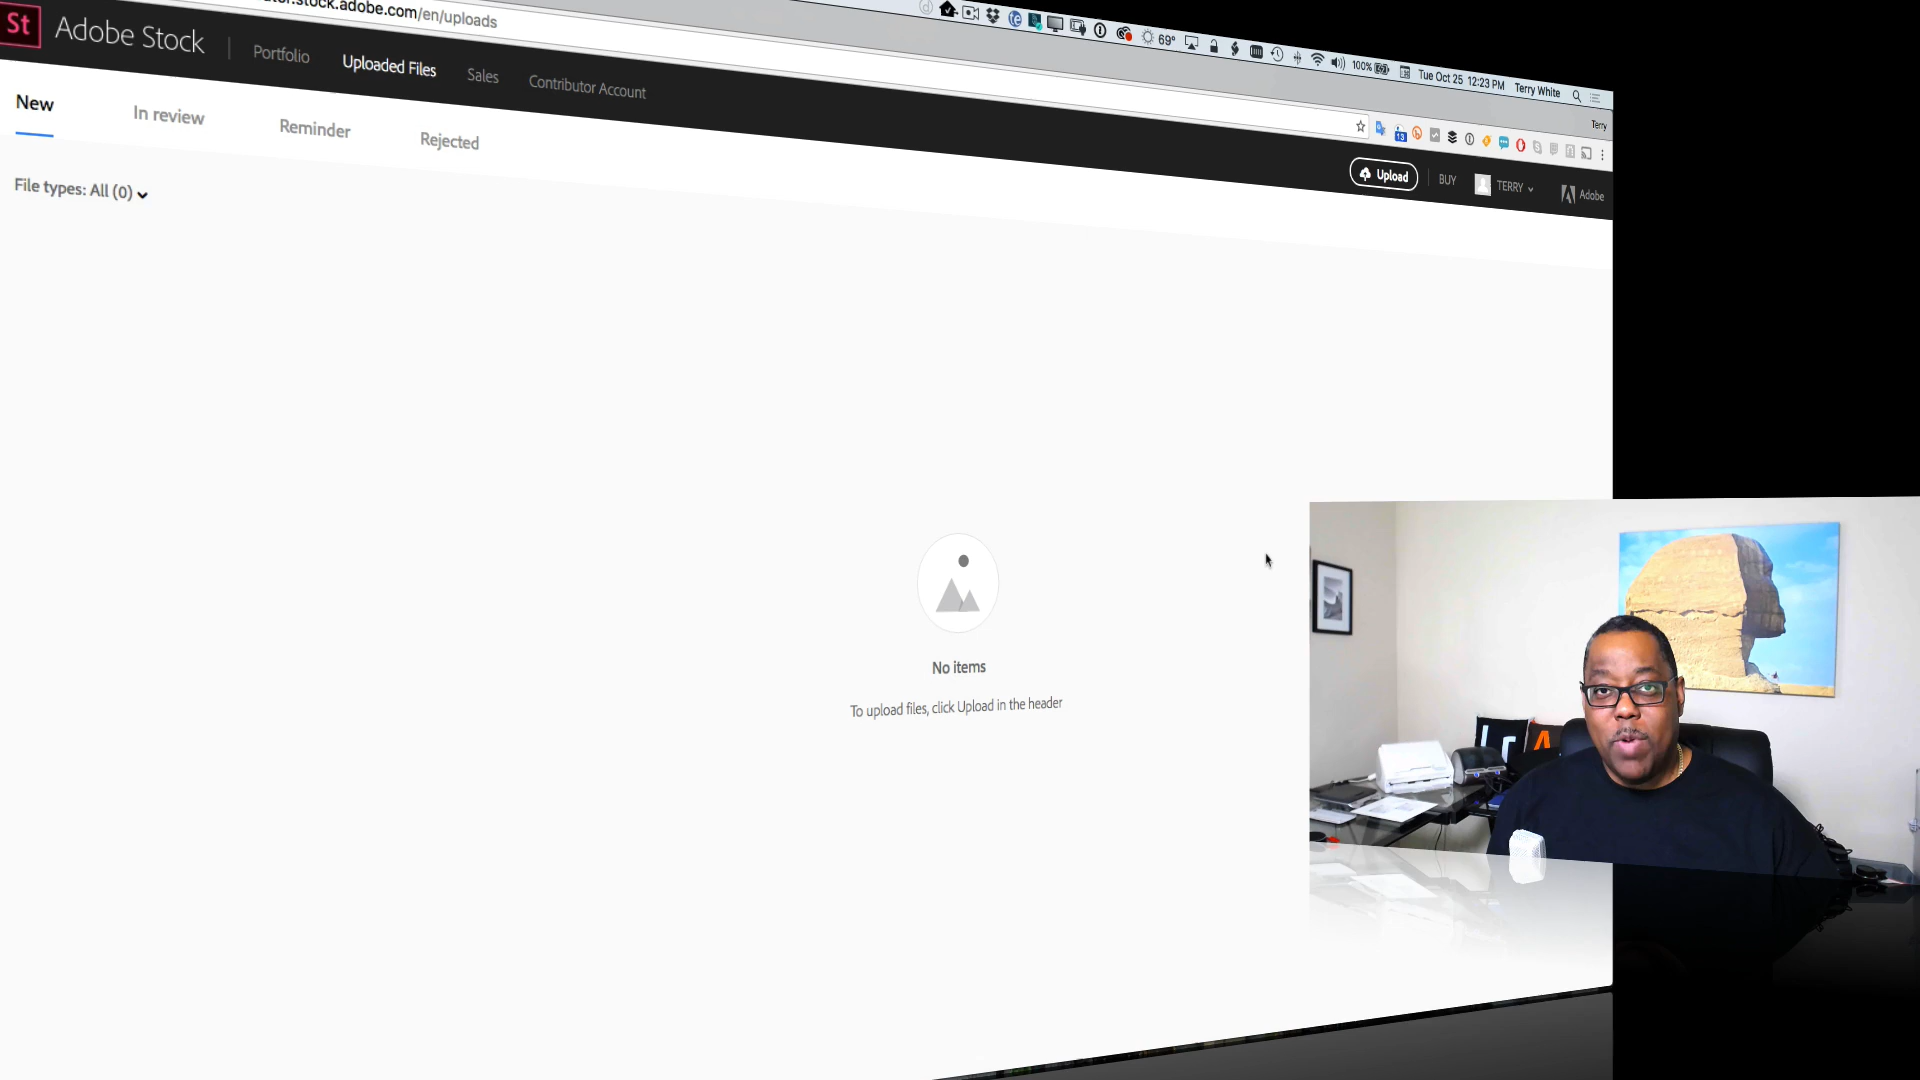 .stock.adobe.com/en/uploads
69° 100% Tue Oct 25 12:23 PM Terry White
Terry
13
St Adobe Stock Portfolio Uploaded Files Sales Contributor Account
Upload BUY TERRY Adobe
New In review Reminder Rejected
File types: All (0)
No items
To upload files, click Upload in the header
Lr A